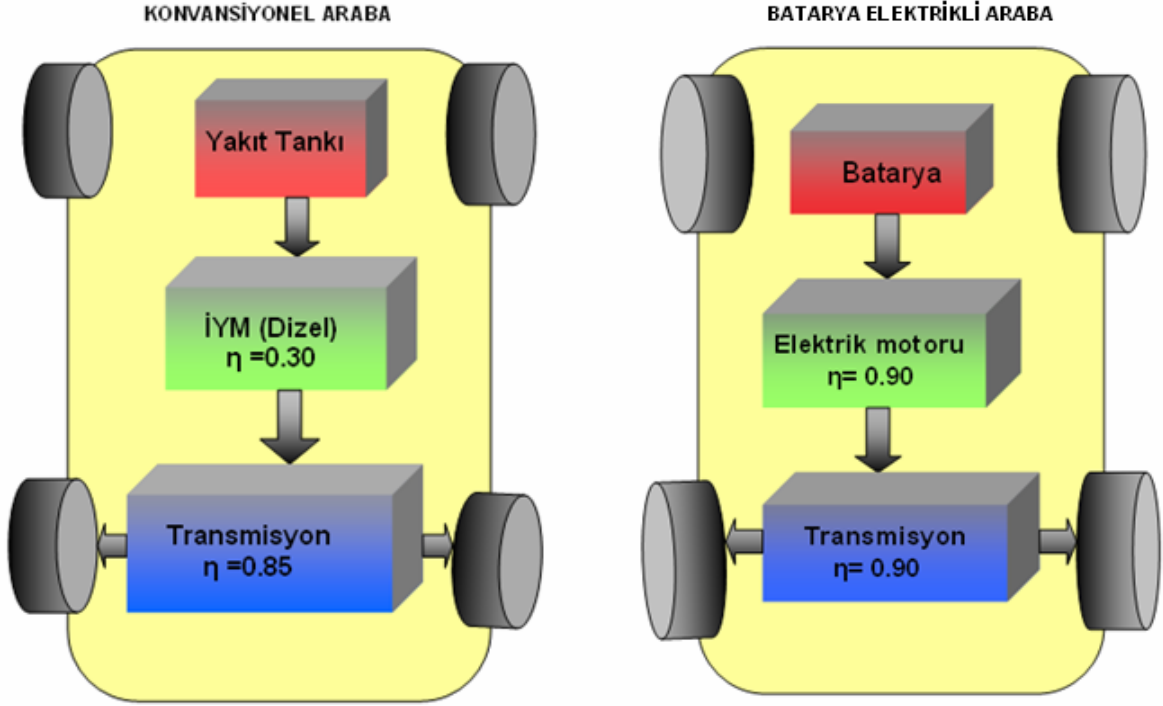 KONVANSİYONEL ARABA
Yakıt Tankı
İYM (Dizel)
η =0.30
Transmisyon
η =0.85
BATARYA ELEKTRİKLİ ARABA
Batarya
Elektrik motoru
η= 0.90
Transmisyon
η= 0.90